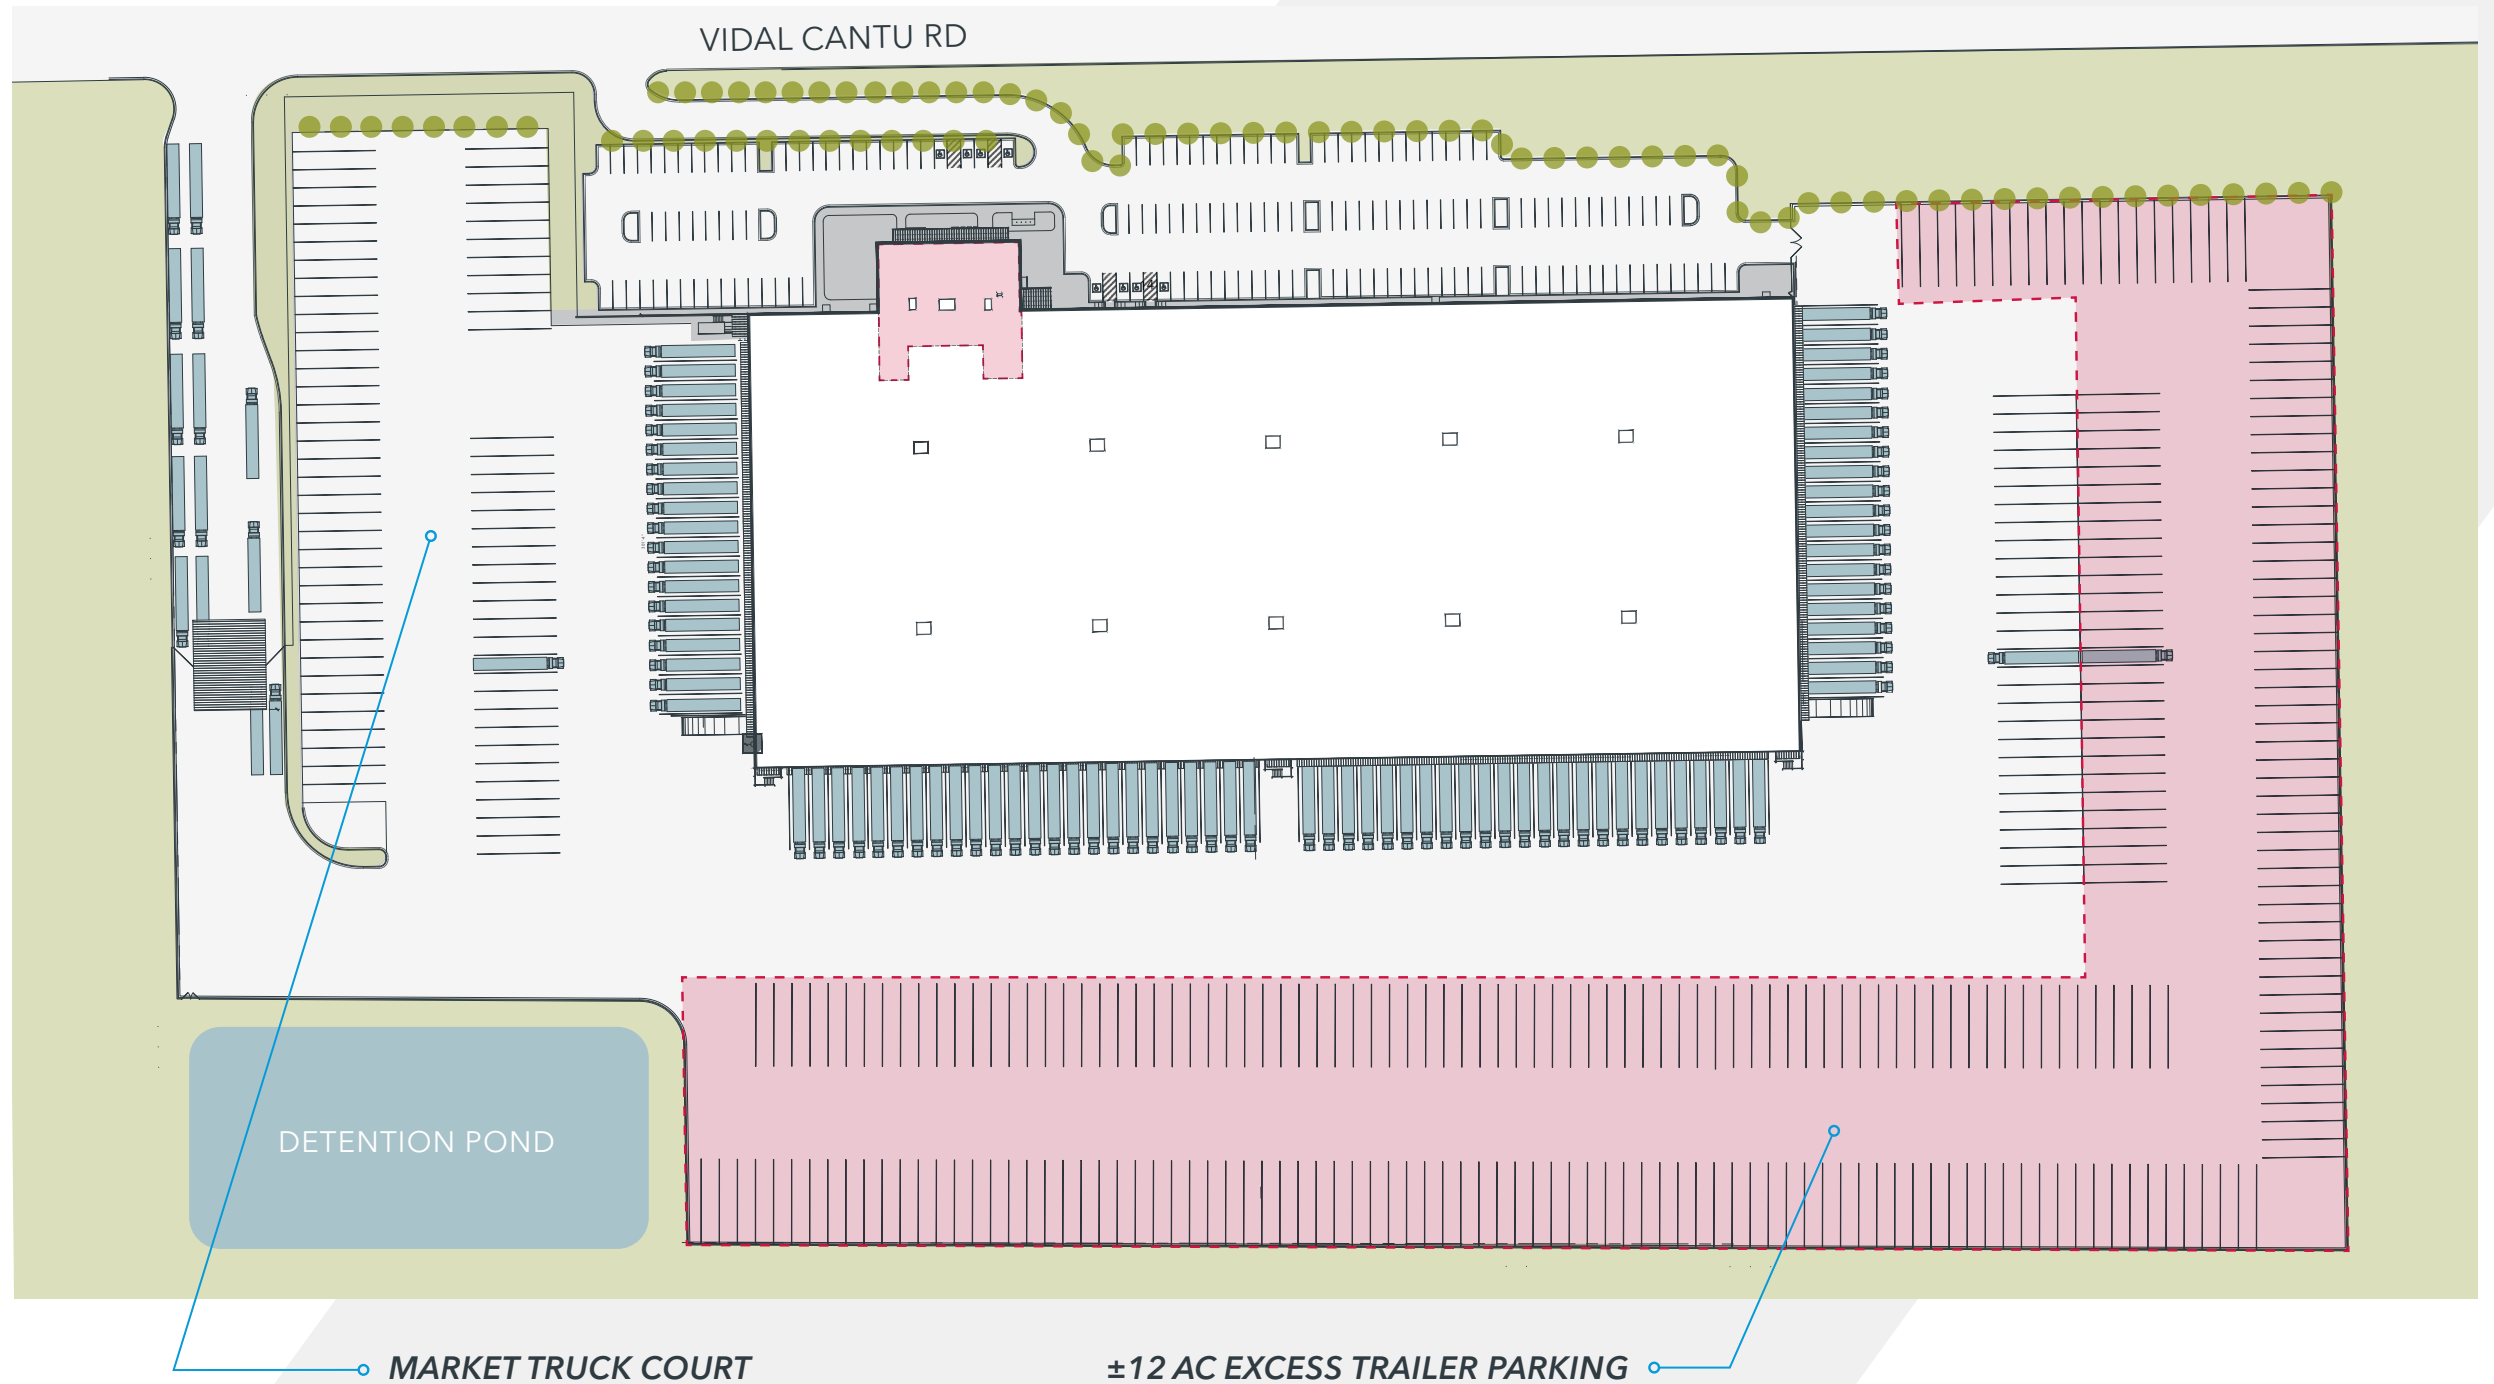 VIDAL CANTU RD
DETENTION POND
MARKET TRUCK COURT
±12 AC EXCESS TRAILER PARKING